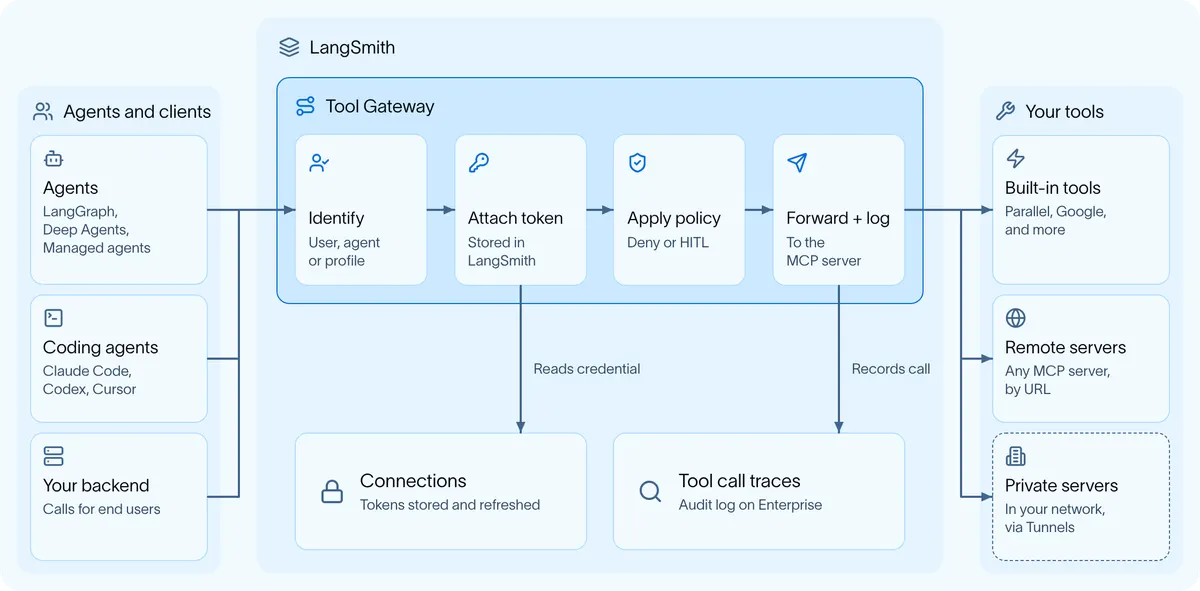 LangSmith
Agents and clients
Agents
LangGraph,
Deep Agents,
Managed agents
Coding agents
Claude Code,
Codex, Cursor
Your backend
Calls for end users
Tool Gateway
Identify
User, agent
or profile
Attach token
Stored in
LangSmith
Apply policy
Deny or HITL
Forward + log
To the
MCP server
Reads credential
Records call
Connections
Tokens stored and refreshed
Tool call traces
Audit log on Enterprise
Your tools
Built-in tools
Parallel, Google,
and more
Remote servers
Any MCP server,
by URL
Private servers
In your network,
via Tunnels